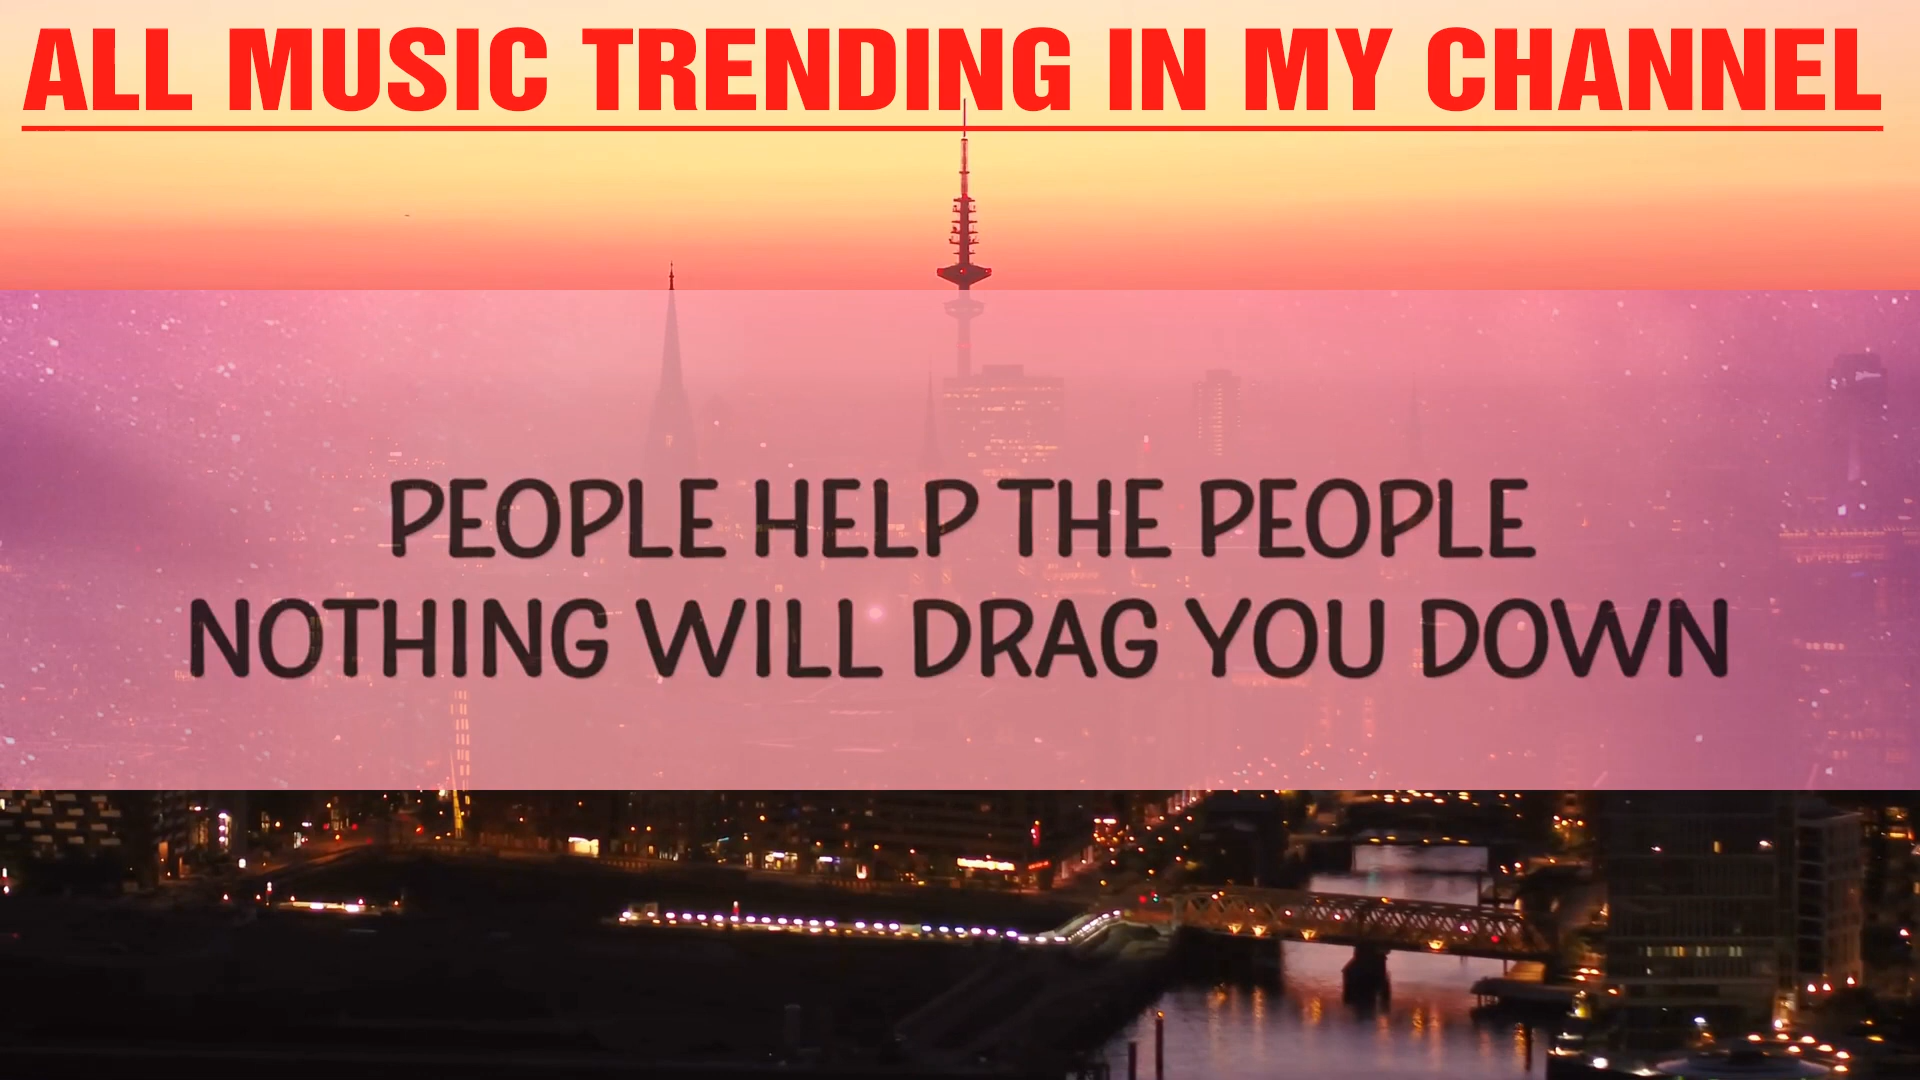 ALL MUSIC TRENDING IN MY CHANNEL
PEOPLE HELP THE PEOPLE
NOTHING WILL DRAG YOU DOWN